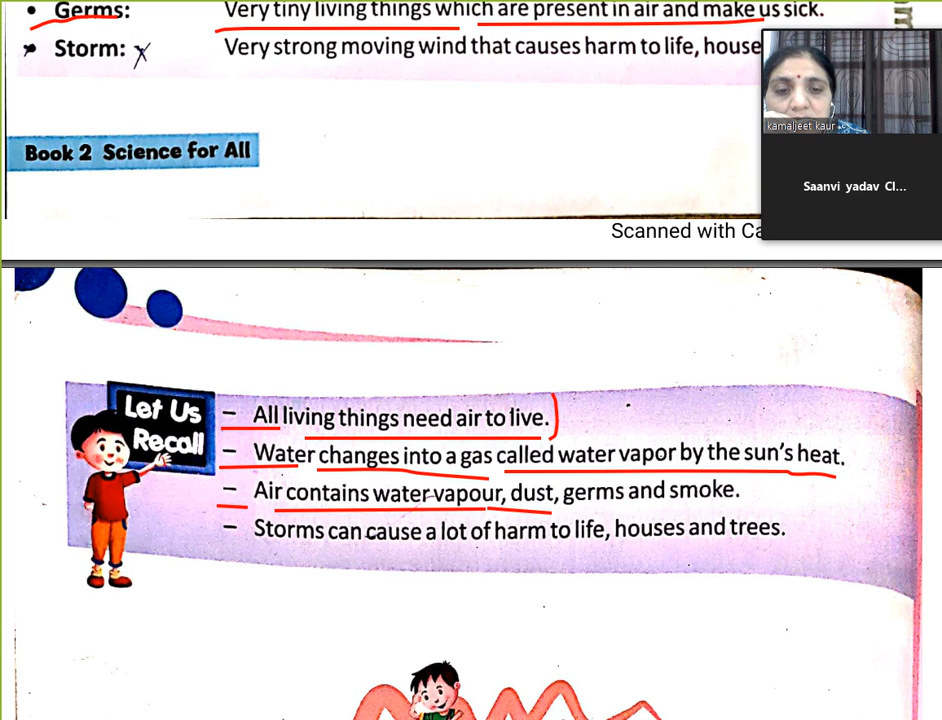 • Germs: Very tiny living things which are present in air and make us sick.
• Storm: Very strong moving wind that causes harm to life, house
kamaljeet kaur
Saanvi yadav Cl...
Book 2 Science for All
Scanned with Ca
Let Us
Recall
– All living things need air to live.
– Water changes into a gas called water vapor by the sun's heat.
– Air contains water vapour, dust, germs and smoke.
– Storms can cause a lot of harm to life, houses and trees.